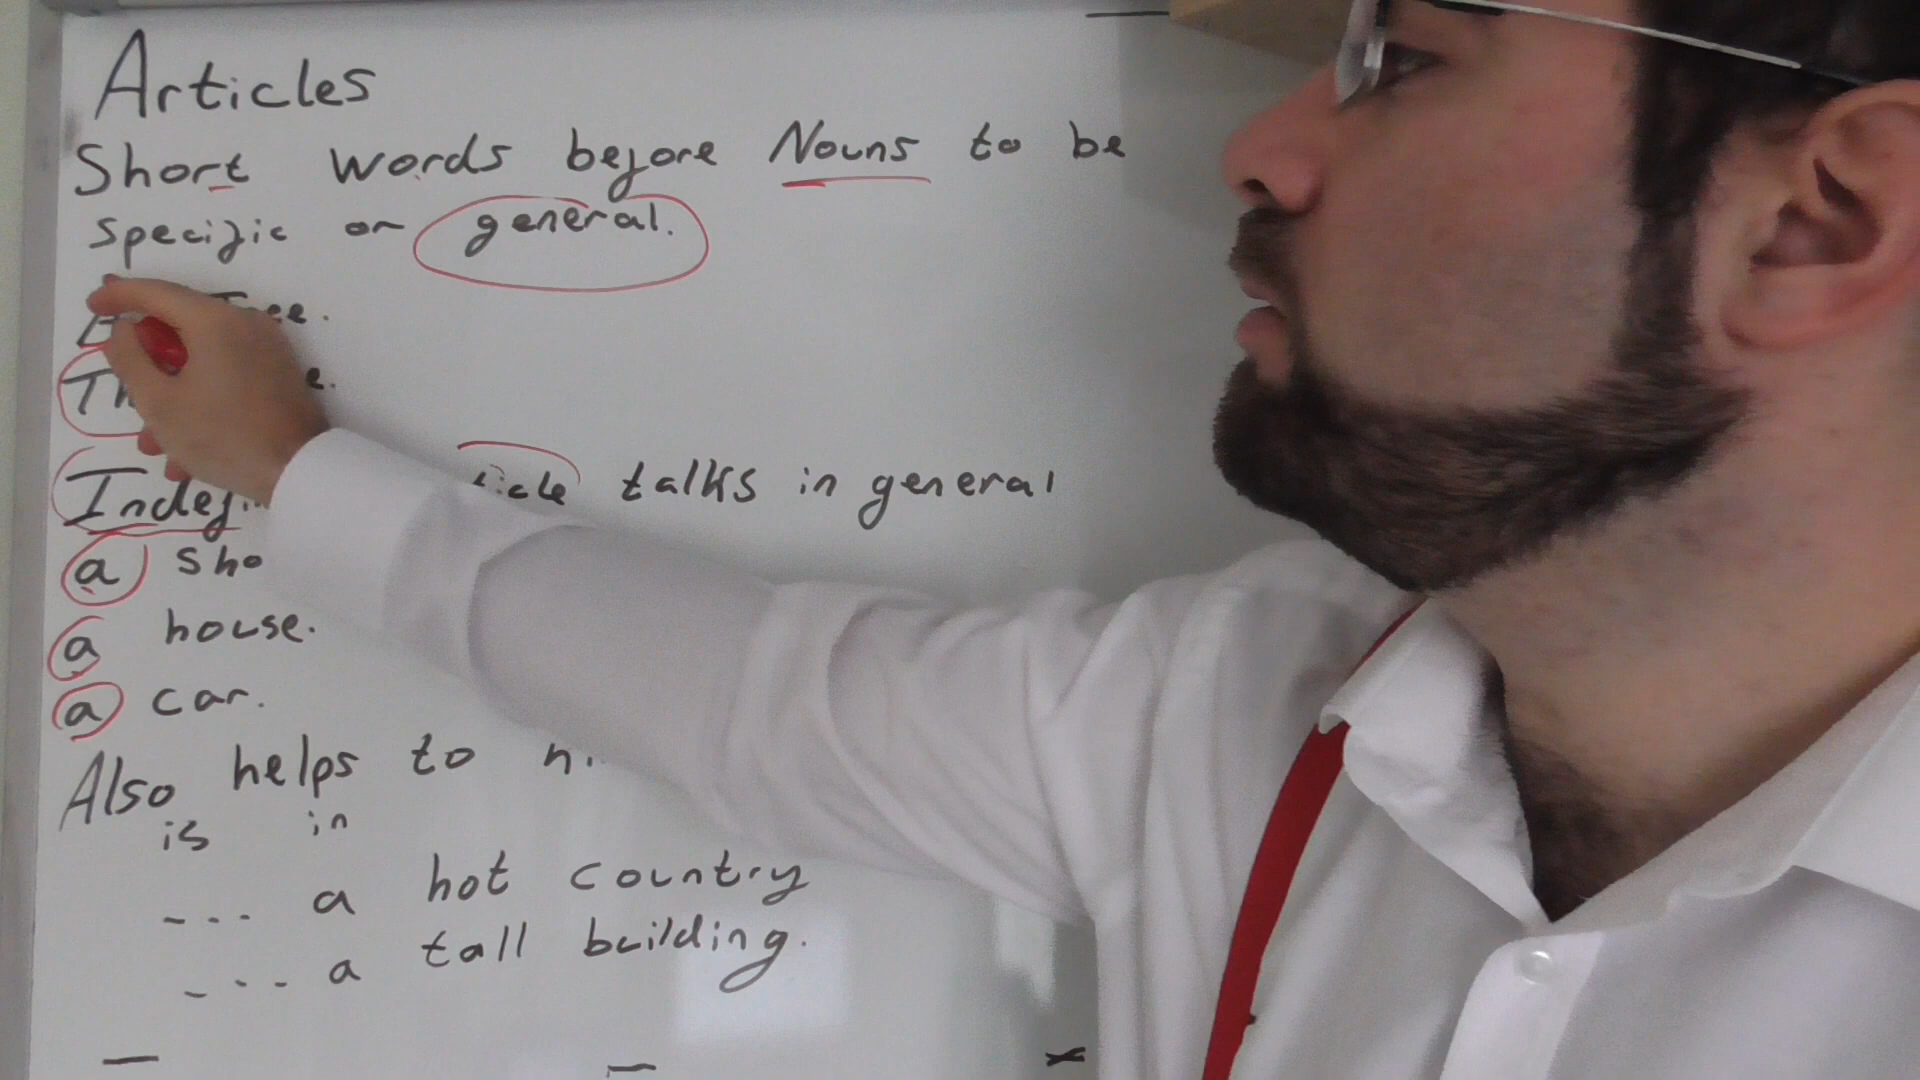 Articles
Short words before Nouns to be
specific or general.
talks in general
a
a house.
a car.
Also helps to
is in
--- a hot country
--- a tall building.